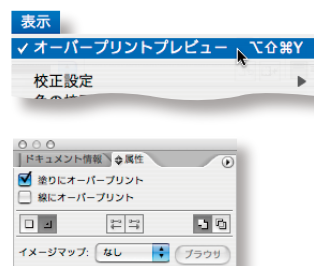 表示
✓オーバープリントプレビュー ⌥⇧⌘Y
校正設定
ドキュメント情報 属性
塗りにオーバープリント
線にオーバープリント
イメージマップ: なし ブラウザ